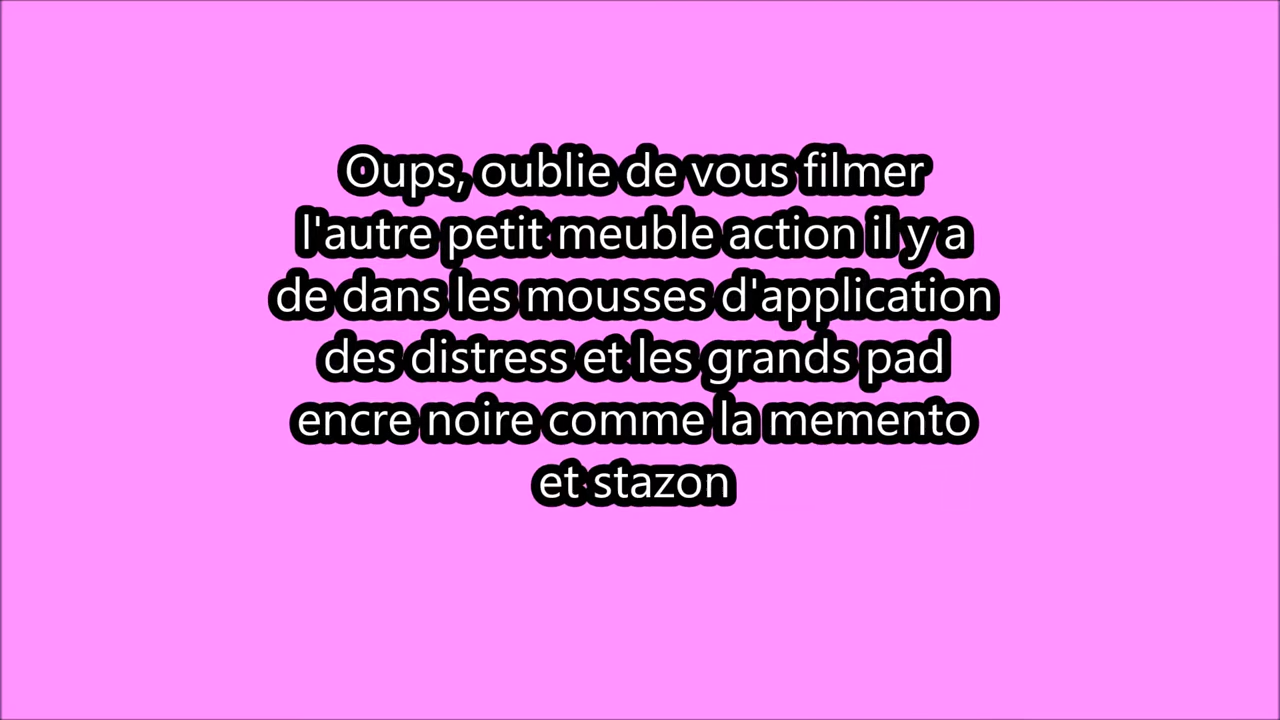 Oups, oublie de vous filmer
l'autre petit meuble action il y a
de dans les mousses d'application
des distress et les grands pad
encre noire comme la memento
et stazon